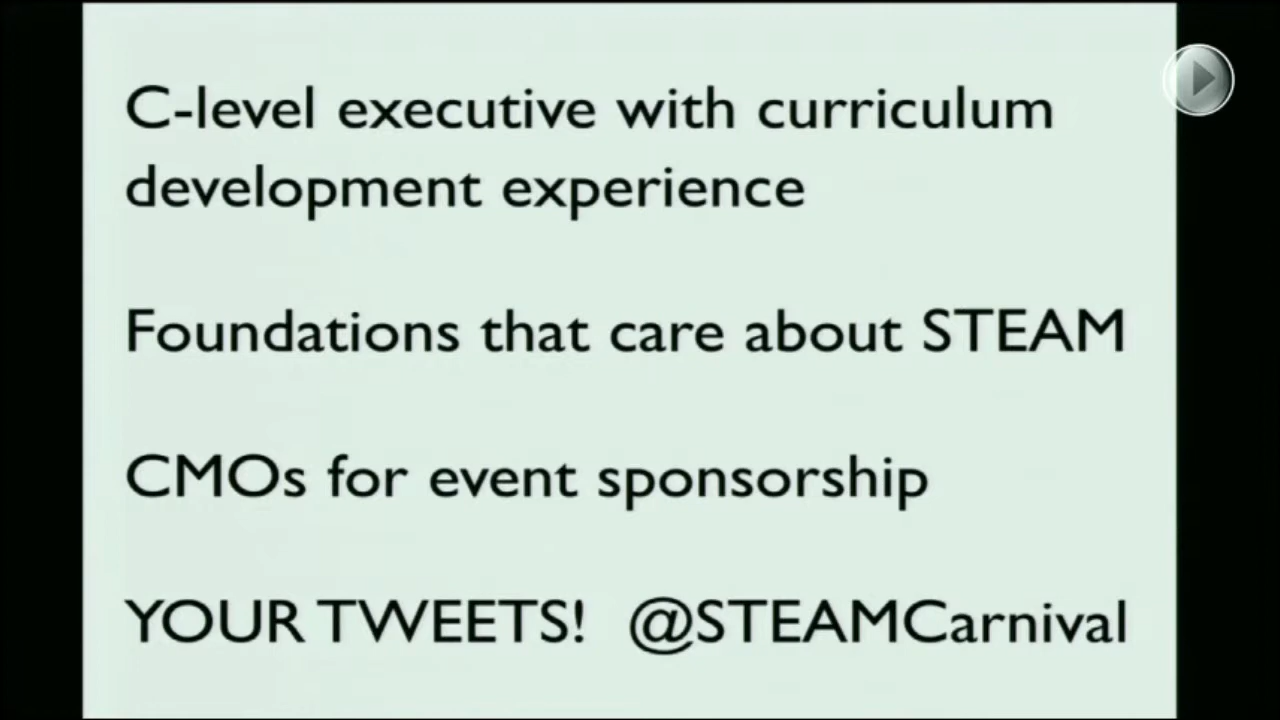 C-level executive with curriculum
development experience
Foundations that care about STEAM
CMOs for event sponsorship
YOUR TWEETS! @STEAMCarnival